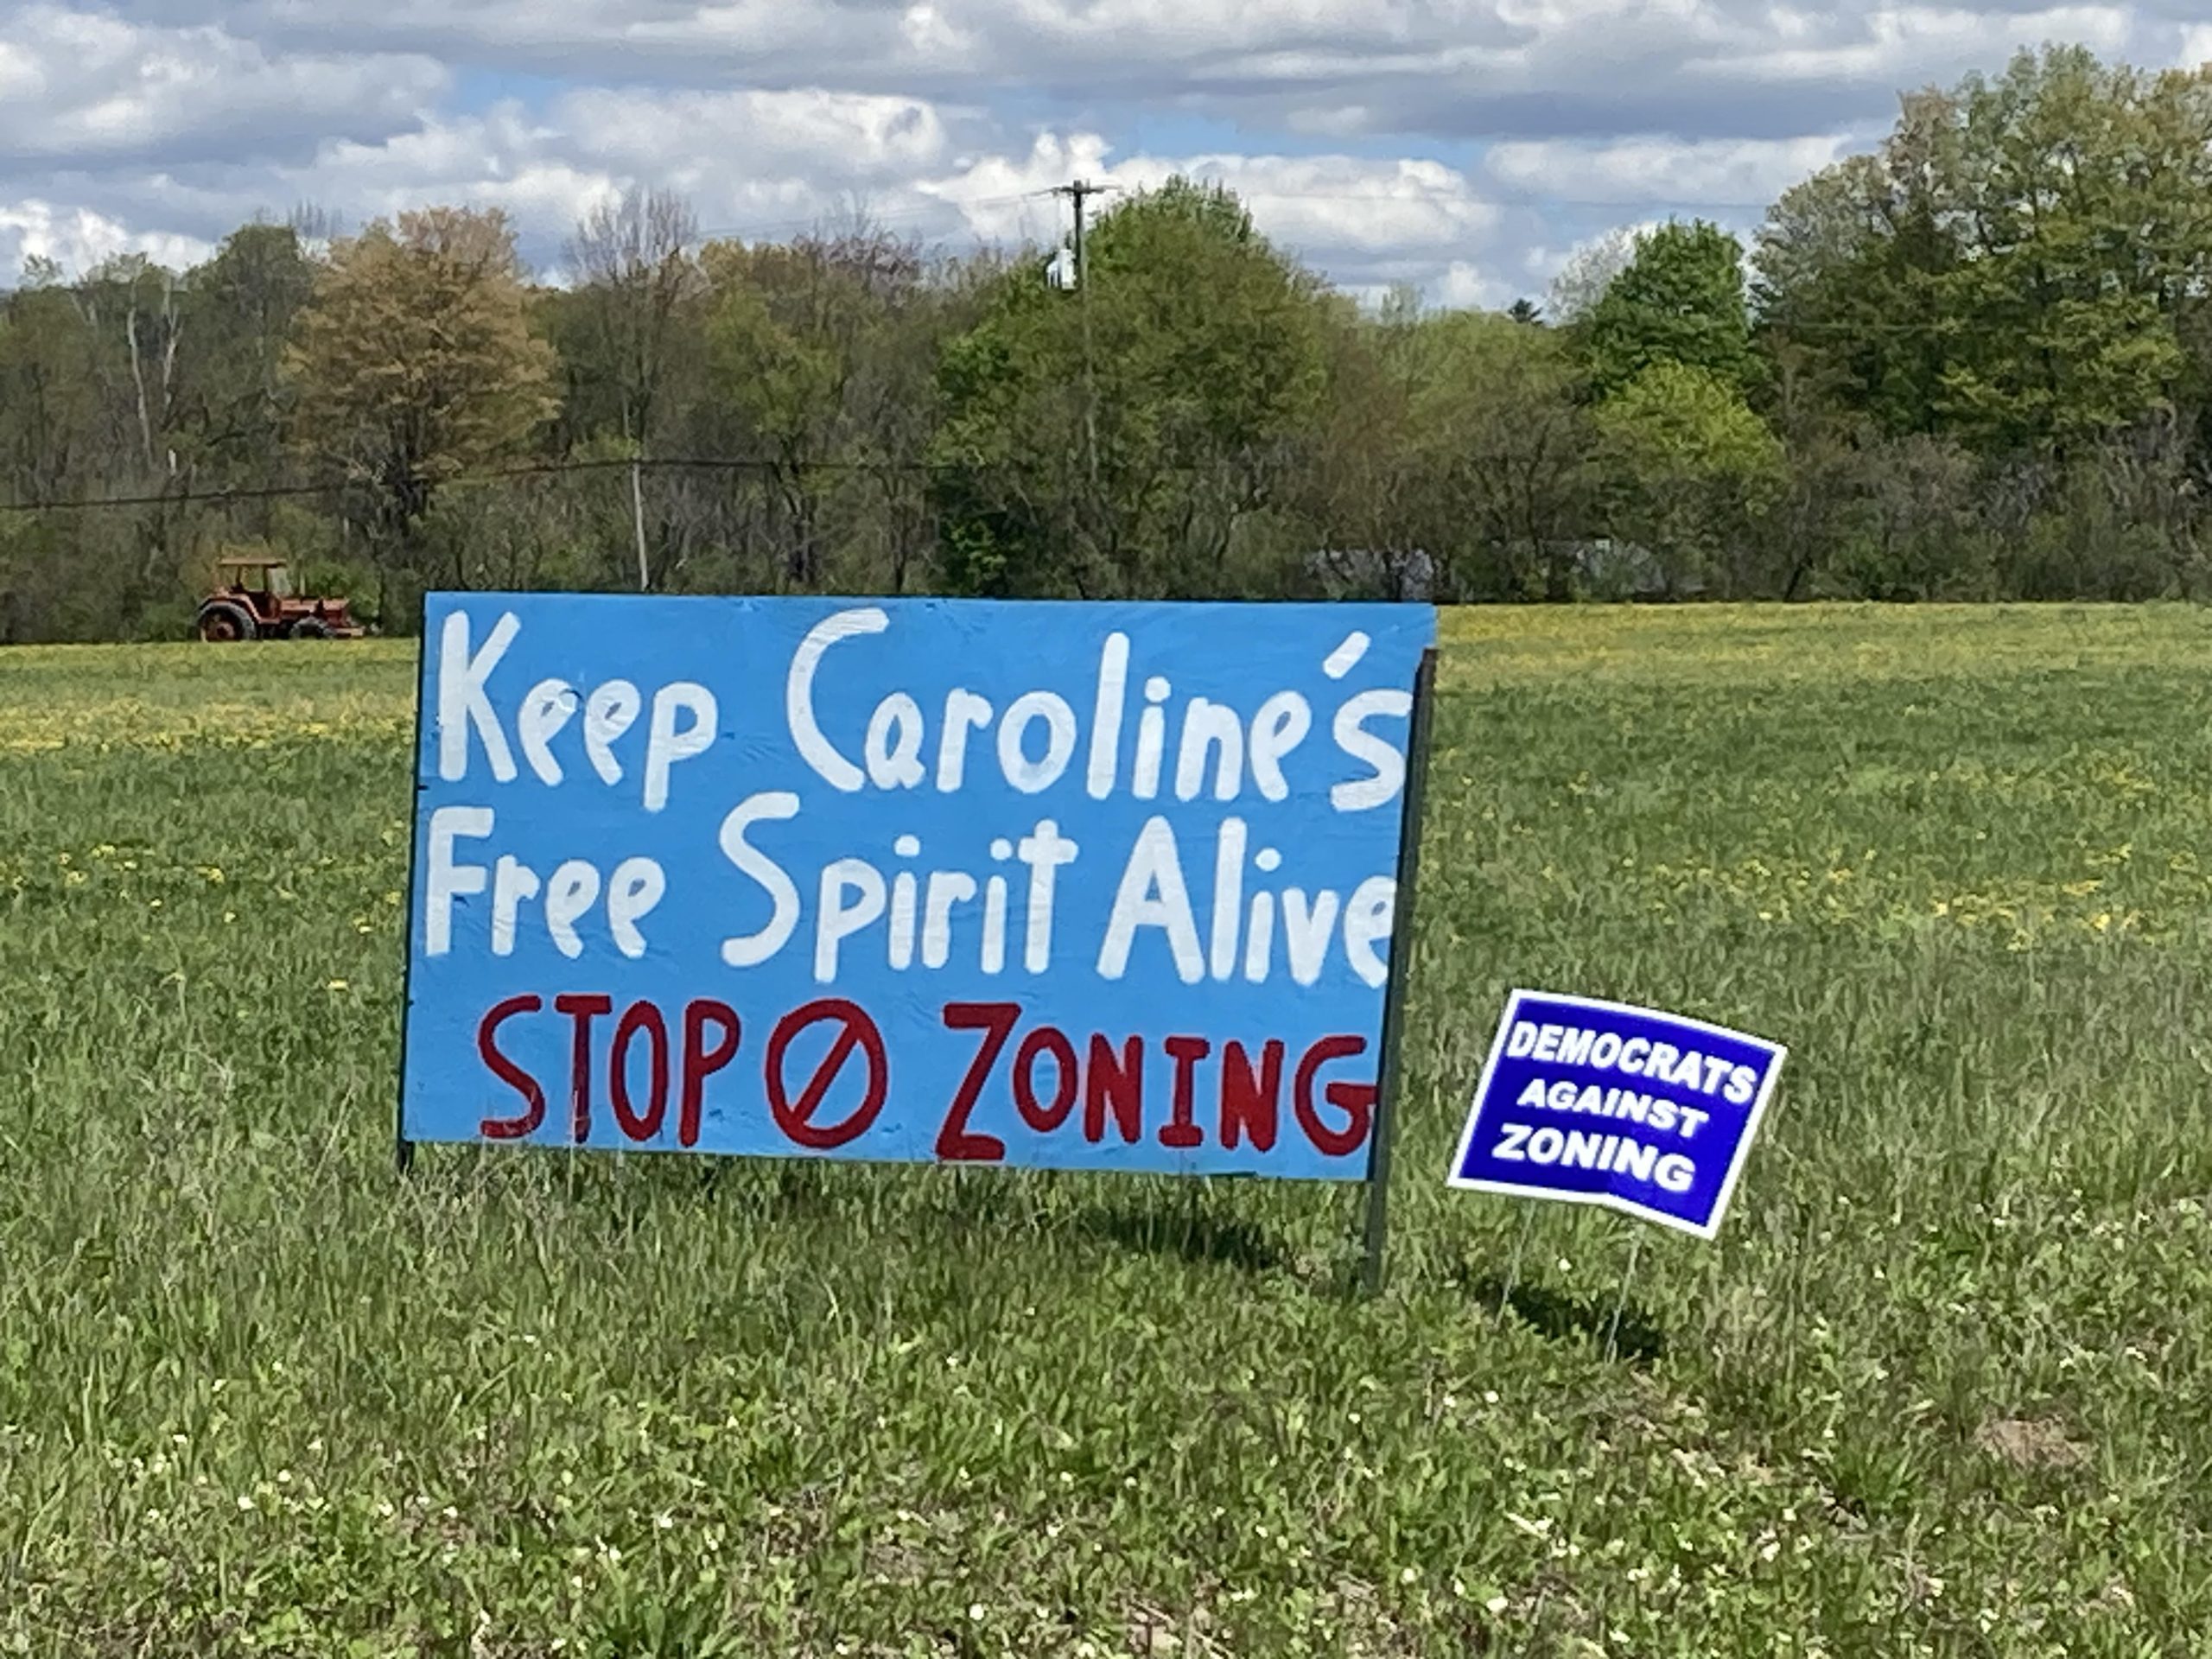 Keep Caroline's
Free Spirit Alive
STOP ZONING
DEMOCRATS
AGAINST
ZONING